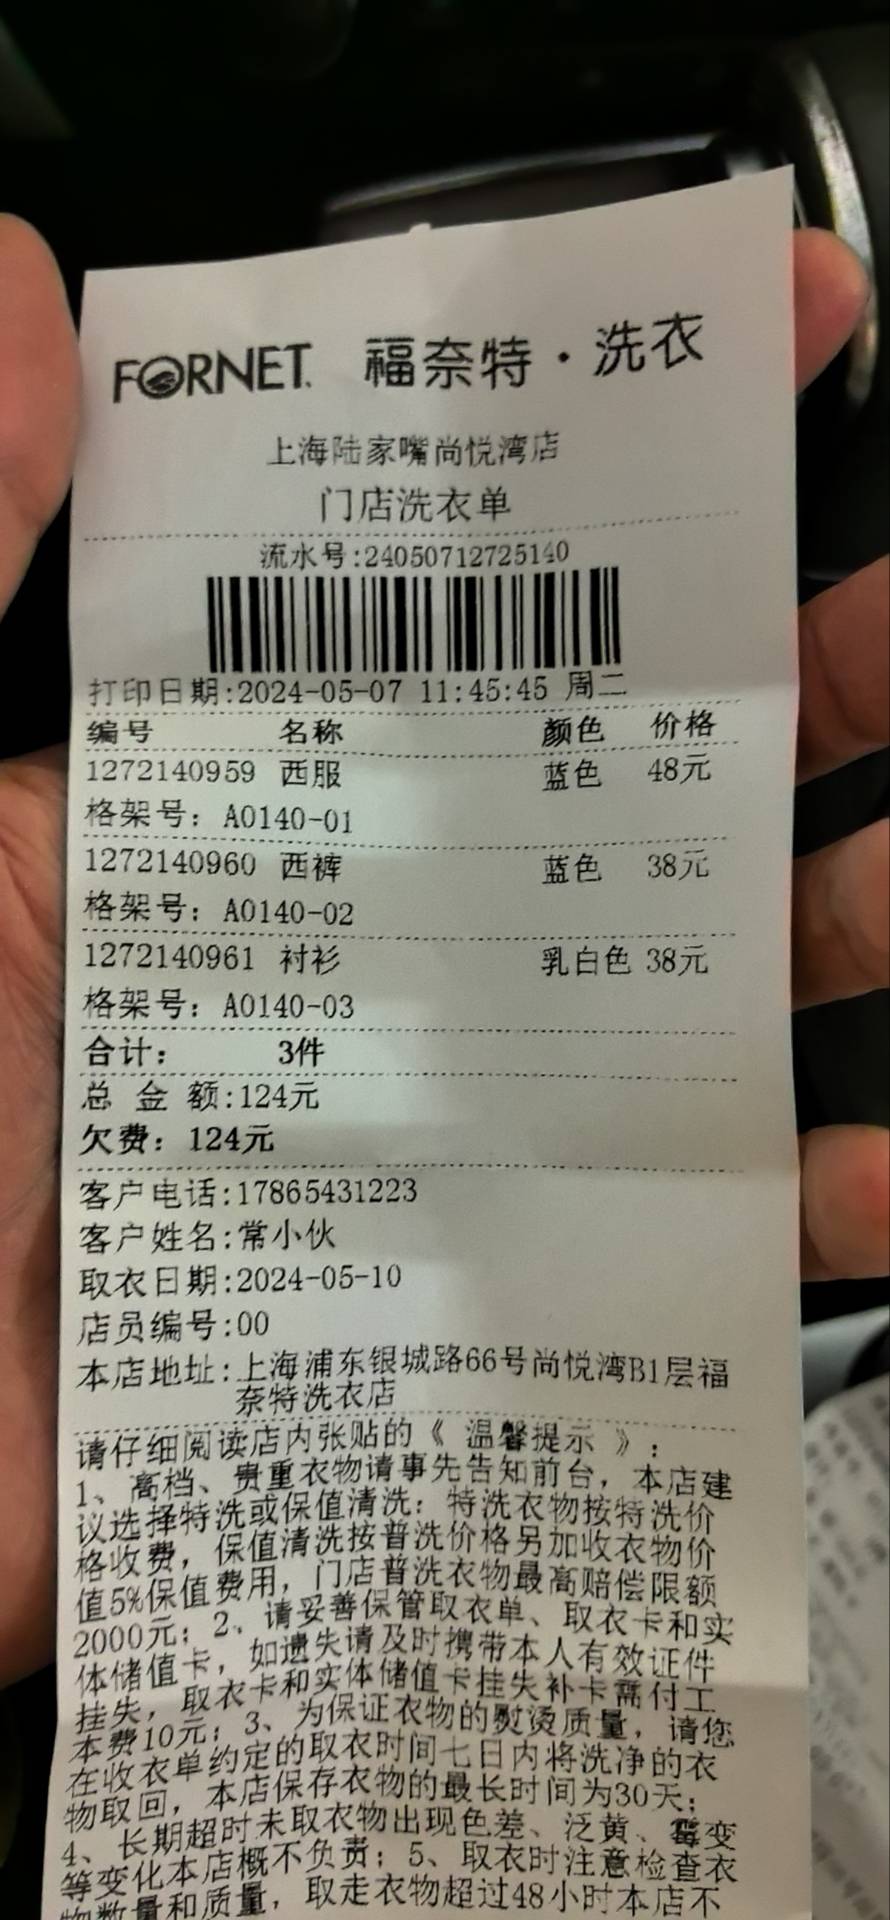 FORNET 福奈特·洗衣
上海陆家嘴尚悦湾店
门店洗衣单
流水号:24050712725140
打印日期:2024-05-07 11:45:45 周二
编号 名称 颜色 价格
1272140959 西服 蓝色 48元
格架号: A0140-01
1272140960 西裤 蓝色 38元
格架号: A0140-02
1272140961 衬衫 乳白色 38元
格架号: A0140-03
合计: 3件
总 金 额:124元
欠费: 124元
客户电话:17865431223
客户姓名:常小伙
取衣日期:2024-05-10
店员编号:00
本店地址:上海浦东银城路66号尚悦湾B1层福
奈特洗衣店
请仔细阅读店内张贴的《 温馨提示 》:
1、高档、贵重衣物请事先告知前台，本店建
议选择特洗或保值清洗: 特洗衣物按特洗价
格收费，保值清洗按普洗价格另加收衣物价
值5%保值费用，门店普洗衣物最高赔偿限额
2000元; 2、请妥善保管取衣单、取衣卡和实
体储值卡，如遗失请及时携带本人有效证件
挂失，取衣卡和实体储值卡挂失补卡需付工
本费10元; 3、为保证衣物的熨烫质量，请您
在收衣单约定的取衣时间七日内将洗净的衣
物取回，本店保存衣物的最长时间为30天;
4、长期超时未取衣物出现色差、泛黄、霉变
等变化本店概不负责; 5、取衣时注意检查衣
物数量和质量，取走衣物超过48小时本店不